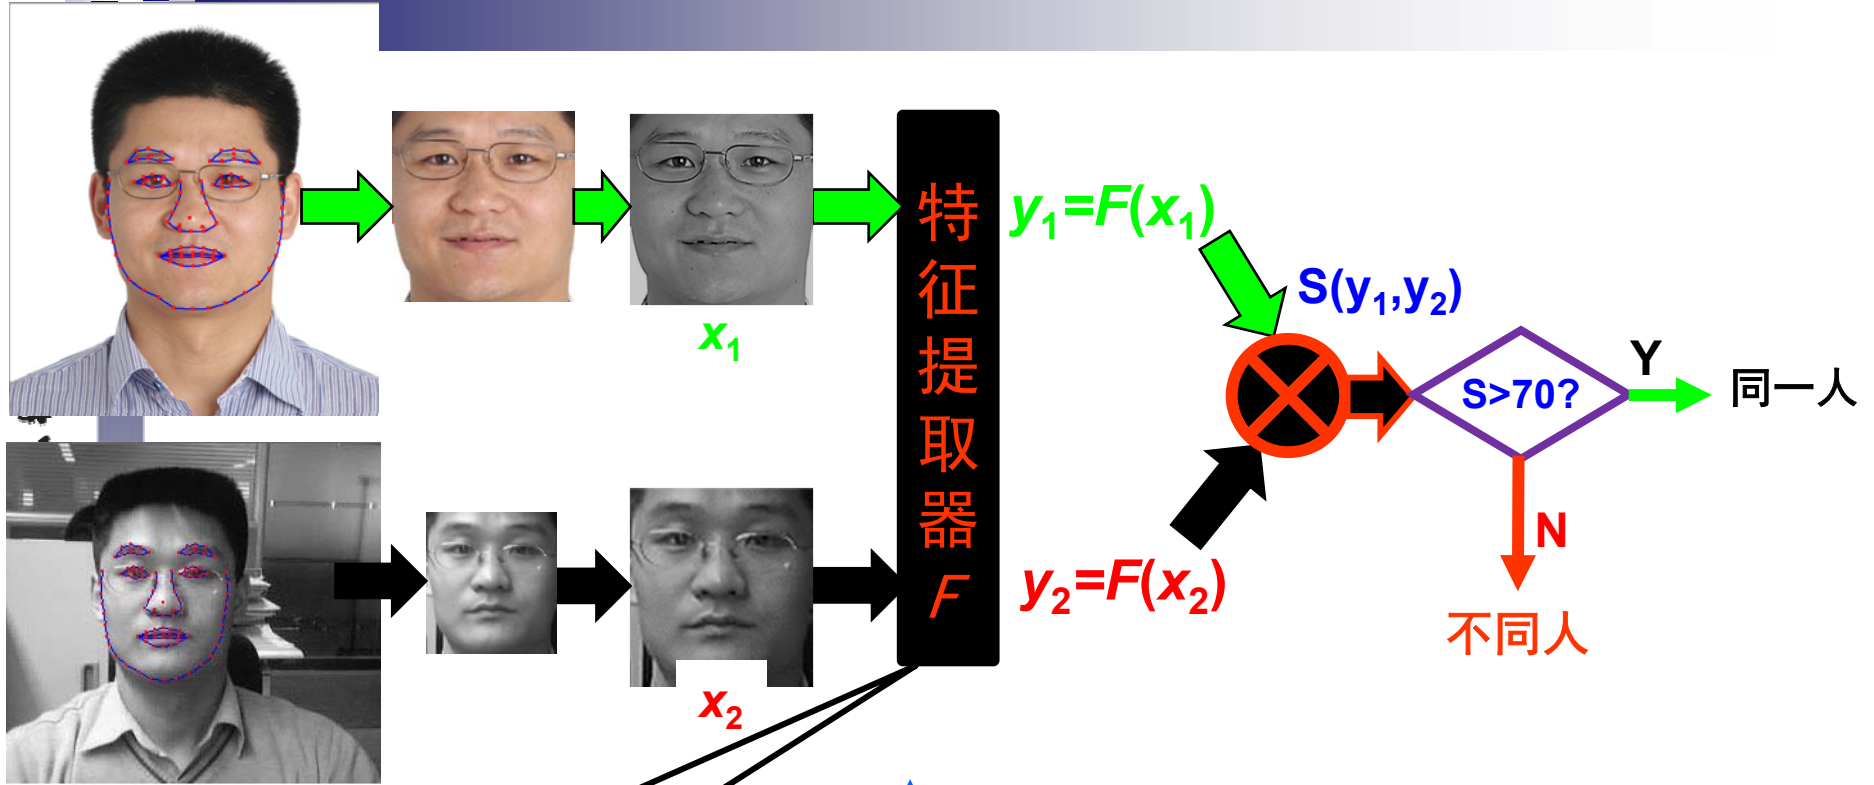 x₁
x₂
特征提取器F
y₁=F(x₁)
y₂=F(x₂)
S(y₁,y₂)
S>70?
Y
同一人
N
不同人